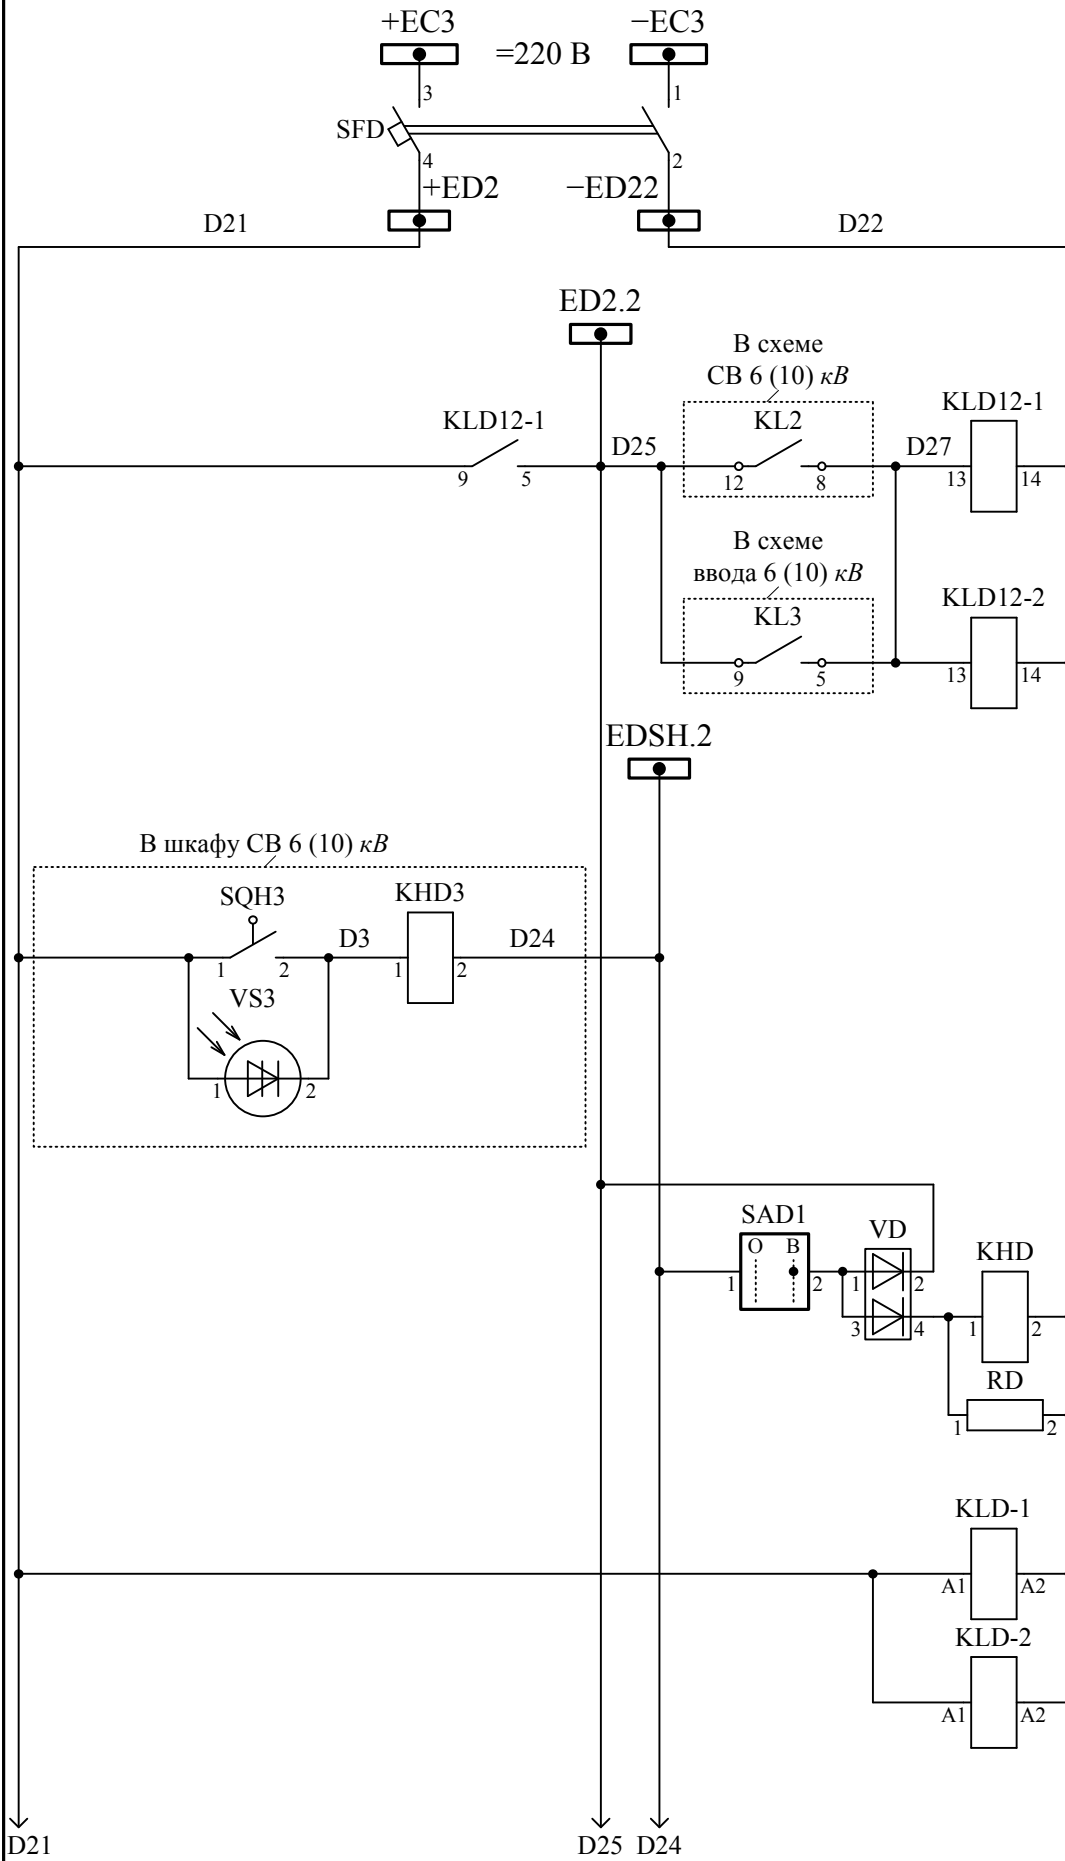 +EC3
−EC3
=220 В
3
1
SFD
4
2
+ED2
−ED22
D21
D22
ED2.2
В схеме
СВ 6 (10) кВ
KLD12-1
KL2
KLD12-1
D25
D27
9
5
12
8
13
14
В схеме
ввода 6 (10) кВ
KLD12-2
KL3
9
5
13
14
EDSH.2
В шкафу СВ 6 (10) кВ
SQH3
KHD3
D3
D24
1
2
1
2
VS3
1
2
SAD1
VD
О
В
KHD
1
2
1
2
3
4
1
2
RD
1
2
KLD-1
A1
A2
KLD-2
A1
A2
D21
D25
D24